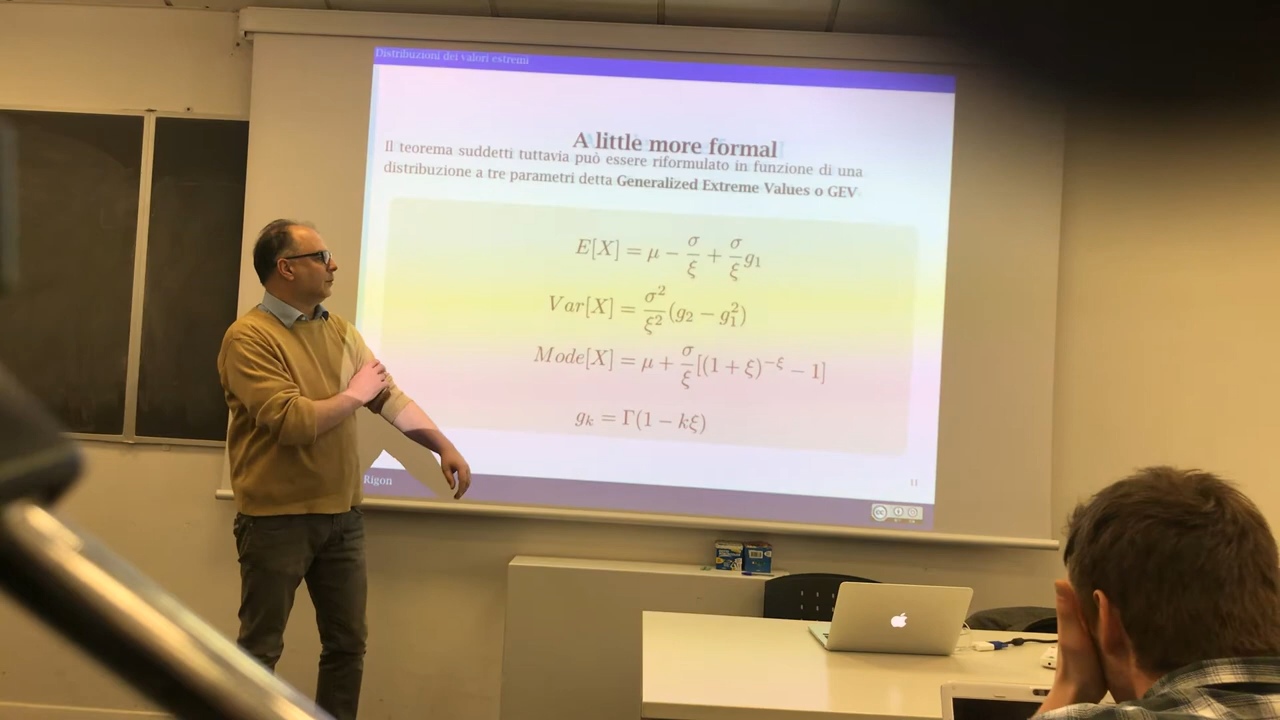 Distribuzioni dei valori estremi
A little more formal
Il teorema suddetti tuttavia può essere riformulato in funzione di una
distribuzione a tre parametri detta Generalized Extreme Values o GEV
E[X] = μ − σ/ξ + σ/ξ g₁
Var[X] = σ²/ξ² (g₂ − g₁²)
Mode[X] = μ + σ/ξ [(1 + ξ)^−ξ − 1]
gₖ = Γ(1 − kξ)
Rigon
11
cc